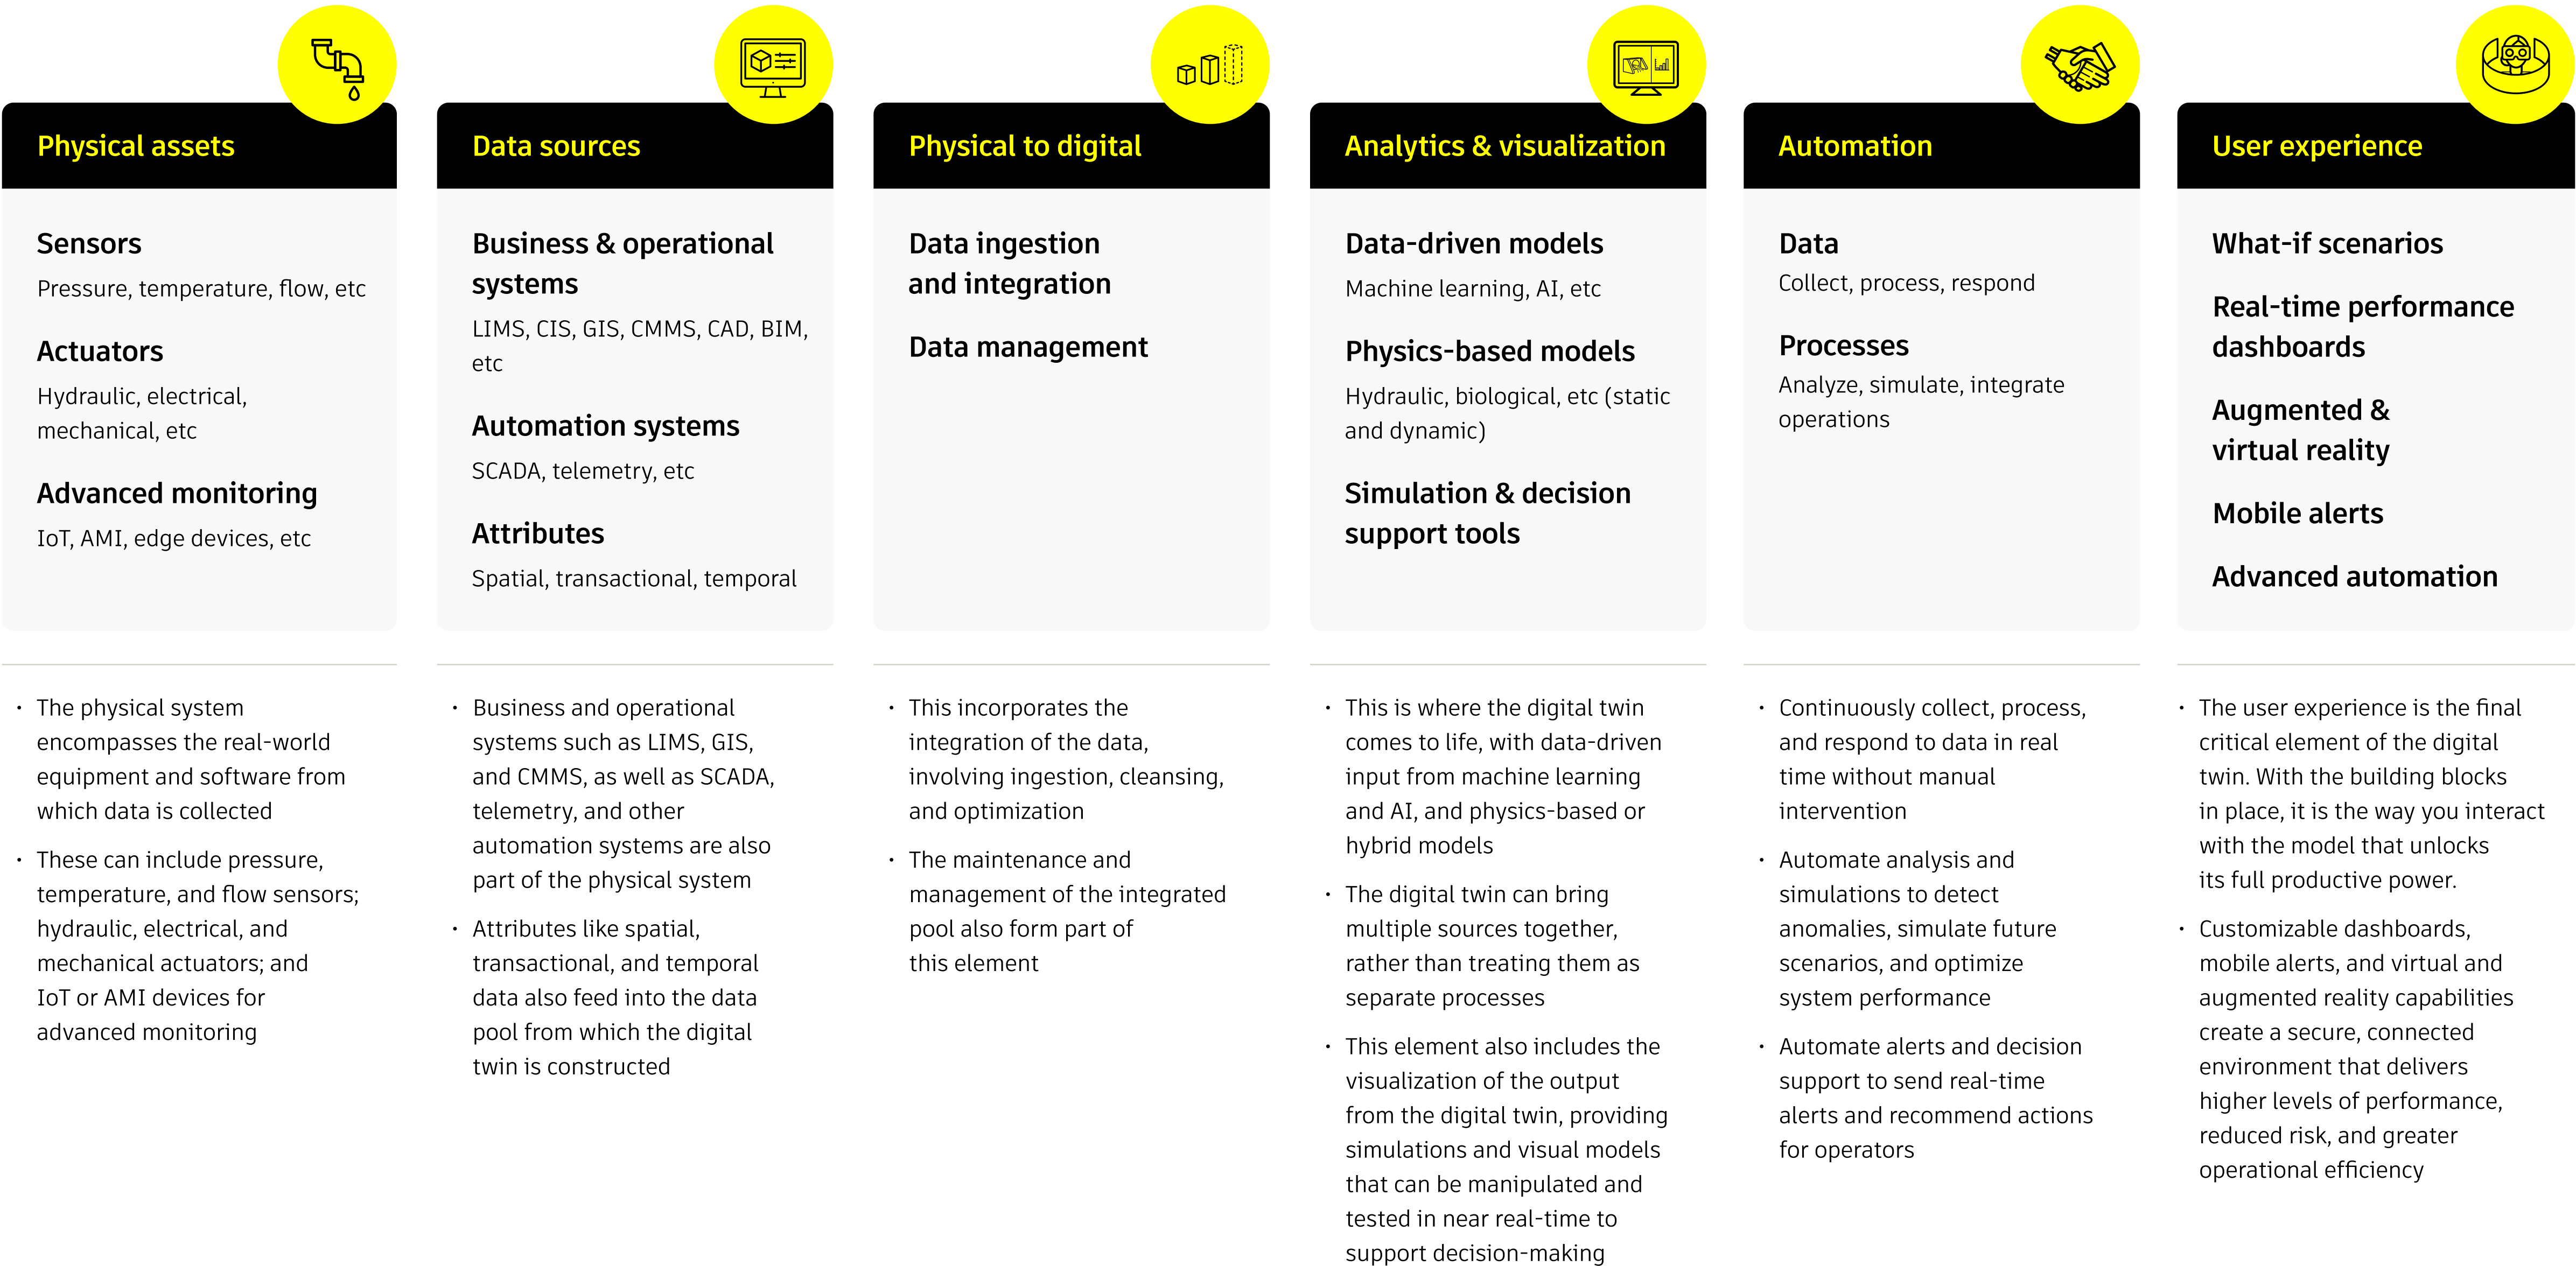 Physical assets
Sensors
Pressure, temperature, flow, etc
Actuators
Hydraulic, electrical,
mechanical, etc
Advanced monitoring
IoT, AMI, edge devices, etc
• The physical system
encompasses the real-world
equipment and software from
which data is collected
• These can include pressure,
temperature, and flow sensors;
hydraulic, electrical, and
mechanical actuators; and
IoT or AMI devices for
advanced monitoring
Data sources
Business & operational
systems
LIMS, CIS, GIS, CMMS, CAD, BIM,
etc
Automation systems
SCADA, telemetry, etc
Attributes
Spatial, transactional, temporal
• Business and operational
systems such as LIMS, GIS,
and CMMS, as well as SCADA,
telemetry, and other
automation systems are also
part of the physical system
• Attributes like spatial,
transactional, and temporal
data also feed into the data
pool from which the digital
twin is constructed
Physical to digital
Data ingestion
and integration
Data management
• This incorporates the
integration of the data,
involving ingestion, cleansing,
and optimization
• The maintenance and
management of the integrated
pool also form part of
this element
Analytics & visualization
Data-driven models
Machine learning, AI, etc
Physics-based models
Hydraulic, biological, etc (static
and dynamic)
Simulation & decision
support tools
• This is where the digital twin
comes to life, with data-driven
input from machine learning
and AI, and physics-based or
hybrid models
• The digital twin can bring
multiple sources together,
rather than treating them as
separate processes
• This element also includes the
visualization of the output
from the digital twin, providing
simulations and visual models
that can be manipulated and
tested in near real-time to
support decision-making
Automation
Data
Collect, process, respond
Processes
Analyze, simulate, integrate
operations
• Continuously collect, process,
and respond to data in real
time without manual
intervention
• Automate analysis and
simulations to detect
anomalies, simulate future
scenarios, and optimize
system performance
• Automate alerts and decision
support to send real-time
alerts and recommend actions
for operators
User experience
What-if scenarios
Real-time performance
dashboards
Augmented &
virtual reality
Mobile alerts
Advanced automation
• The user experience is the final
critical element of the digital
twin. With the building blocks
in place, it is the way you interact
with the model that unlocks
its full productive power.
• Customizable dashboards,
mobile alerts, and virtual and
augmented reality capabilities
create a secure, connected
environment that delivers
higher levels of performance,
reduced risk, and greater
operational efficiency